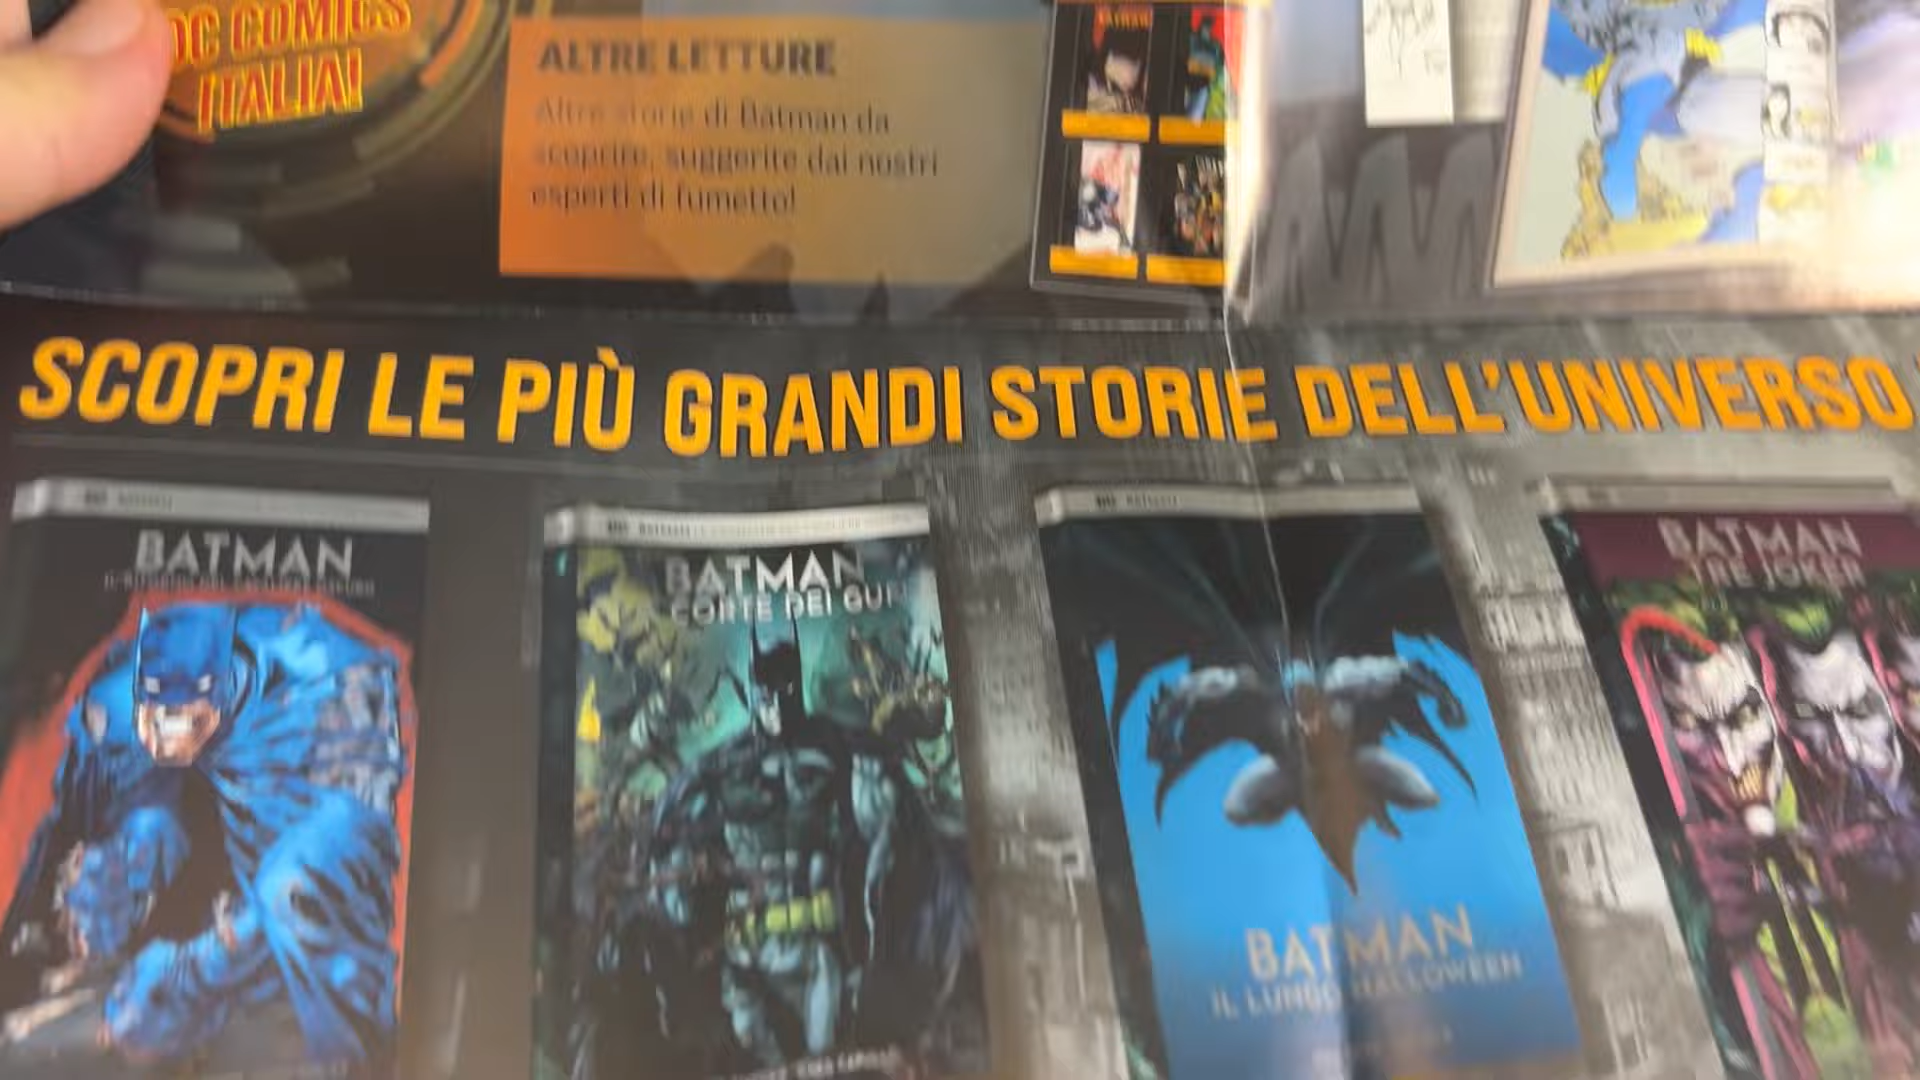 DC COMICS
ITALIA!
ALTRE LETTURE
Altre storie di Batman da
scoprire, suggerite dai nostri
esperti di fumetto!
SCOPRI LE PIÙ GRANDI STORIE DELL'UNIVERSO
BATMAN
BATMAN
CORTE DEI GUFI
BATMAN
IL LUNGO HALLOWEEN
BATMAN
TRE JOKER